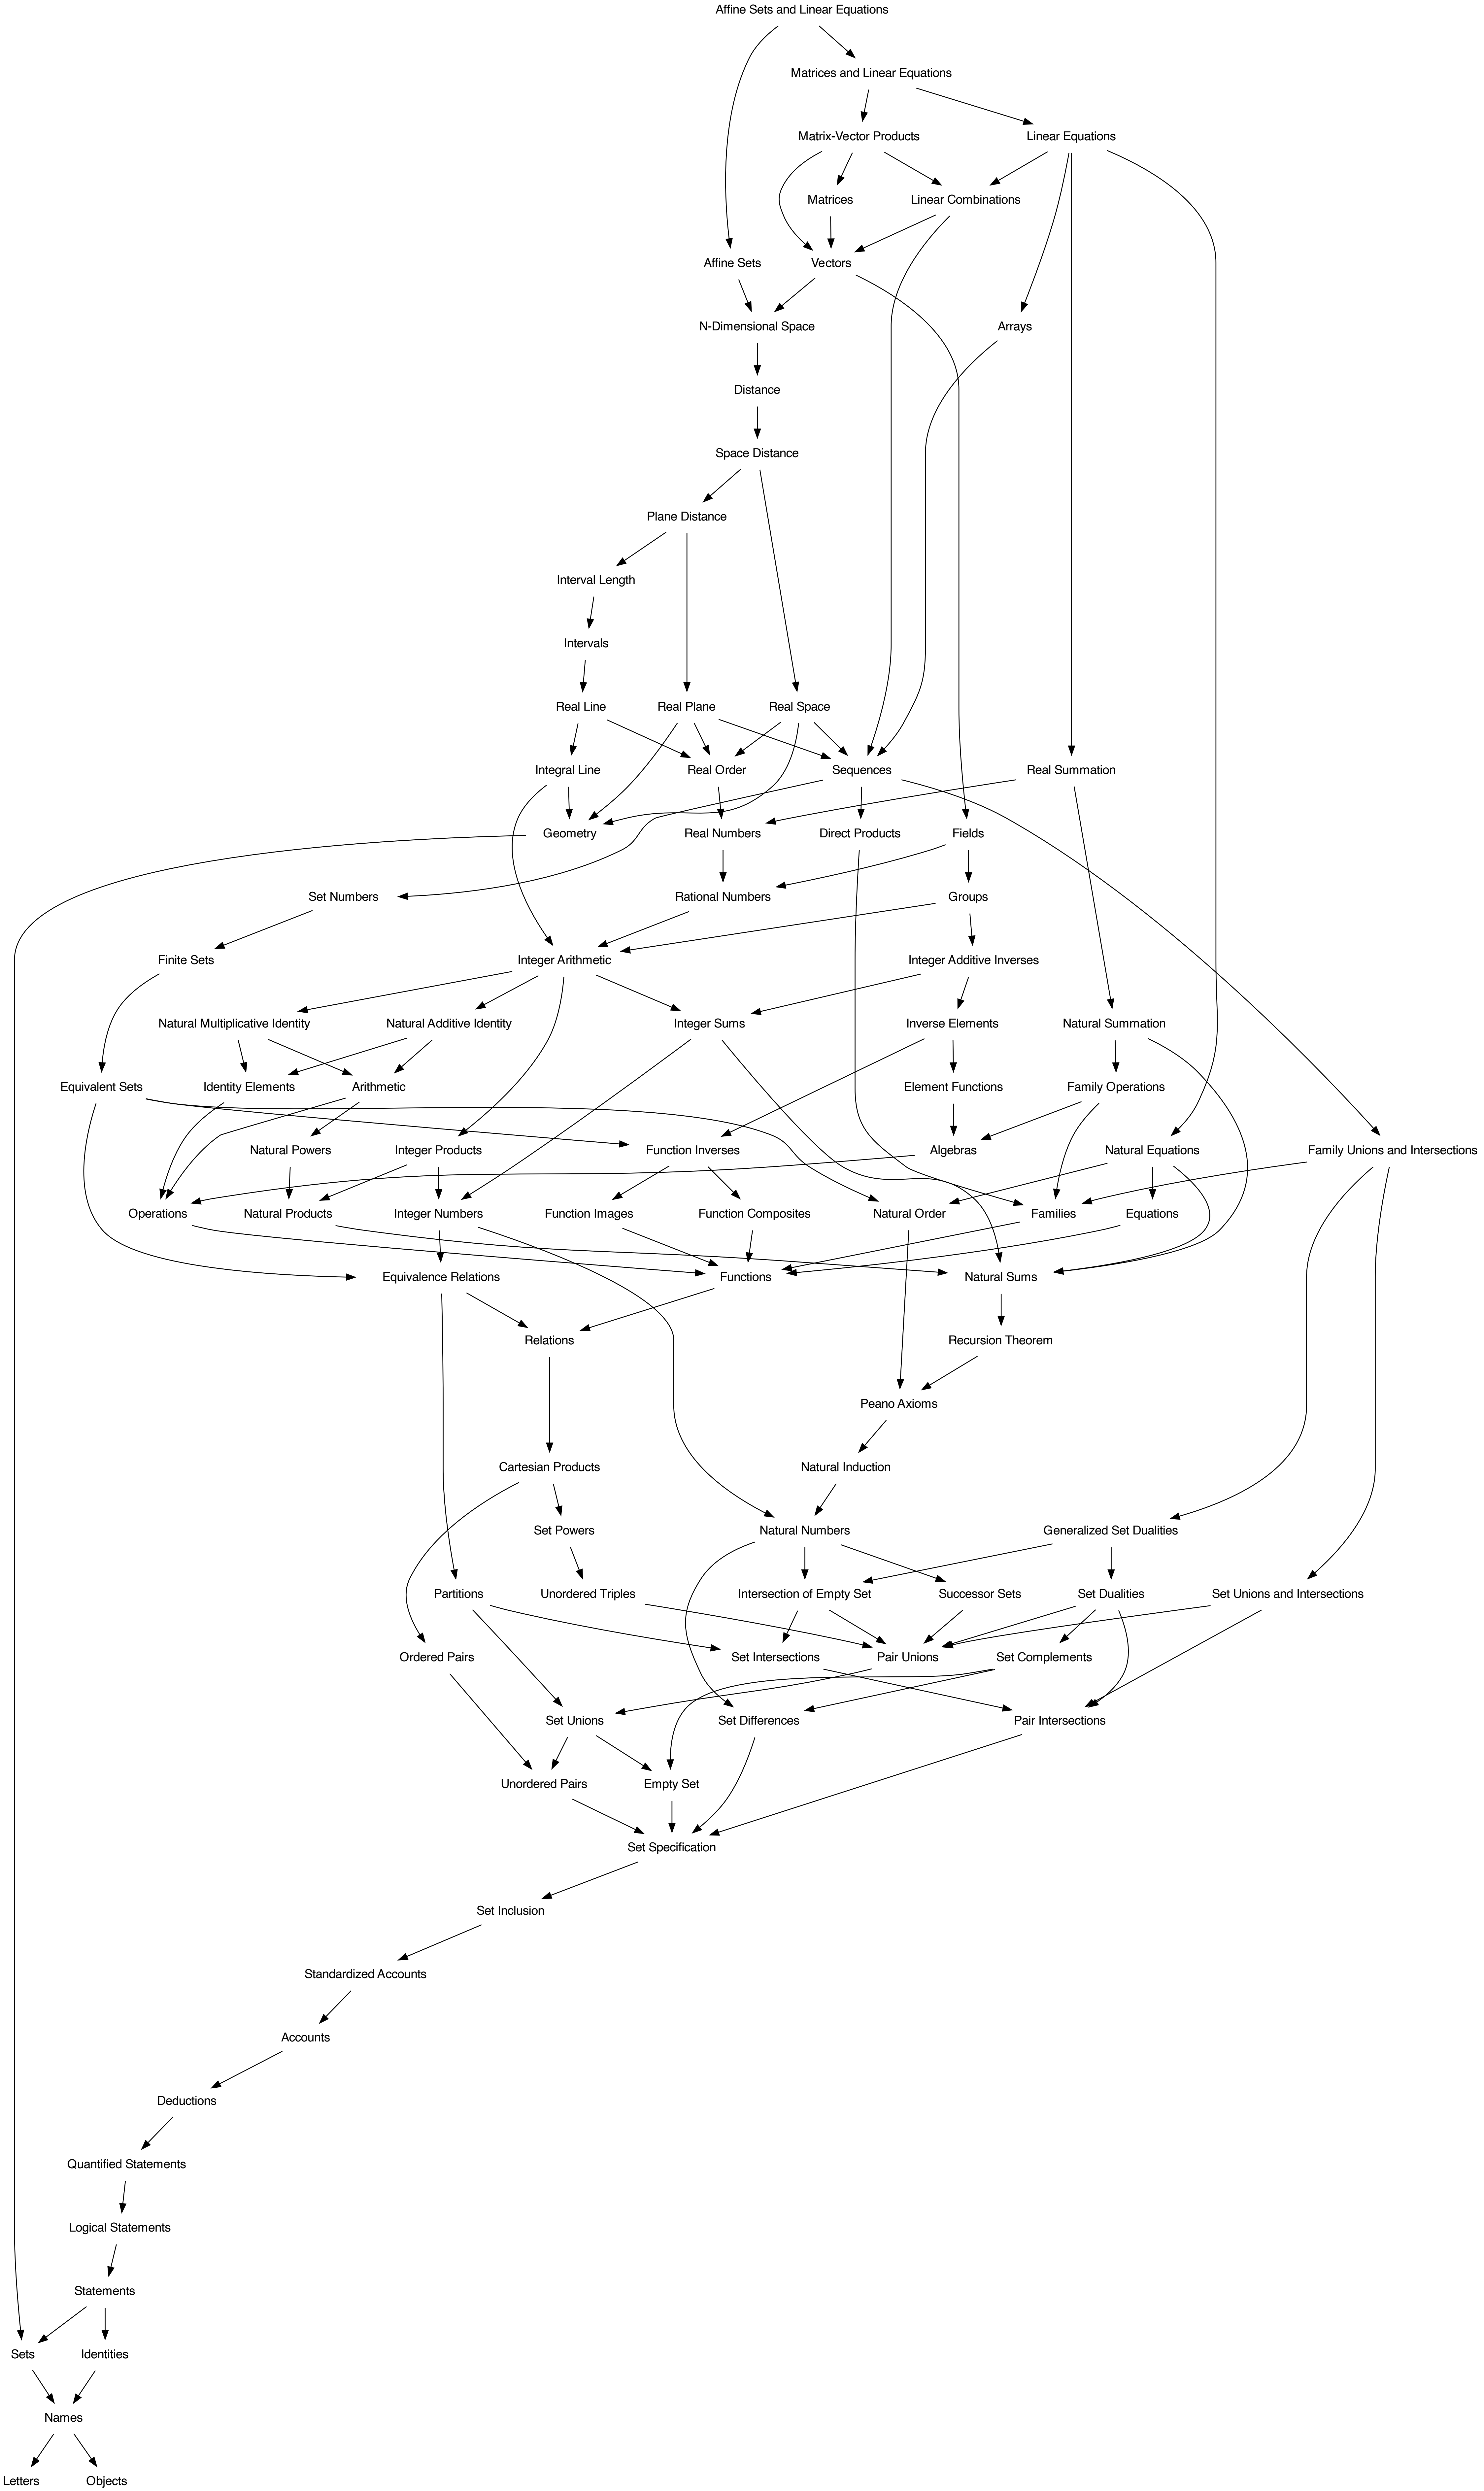 Affine Sets and Linear Equations
Matrices and Linear Equations
Matrix-Vector Products
Linear Equations
Matrices
Linear Combinations
Affine Sets
Vectors
N-Dimensional Space
Arrays
Distance
Space Distance
Plane Distance
Interval Length
Intervals
Real Line
Real Plane
Real Space
Integral Line
Real Order
Sequences
Real Summation
Geometry
Real Numbers
Direct Products
Fields
Set Numbers
Rational Numbers
Groups
Finite Sets
Integer Arithmetic
Integer Additive Inverses
Natural Multiplicative Identity
Natural Additive Identity
Integer Sums
Inverse Elements
Natural Summation
Equivalent Sets
Identity Elements
Arithmetic
Element Functions
Family Operations
Natural Powers
Integer Products
Function Inverses
Algebras
Natural Equations
Family Unions and Intersections
Operations
Natural Products
Integer Numbers
Function Images
Function Composites
Natural Order
Families
Equations
Equivalence Relations
Functions
Natural Sums
Relations
Recursion Theorem
Peano Axioms
Cartesian Products
Natural Induction
Set Powers
Natural Numbers
Generalized Set Dualities
Partitions
Unordered Triples
Intersection of Empty Set
Successor Sets
Set Dualities
Set Unions and Intersections
Ordered Pairs
Set Intersections
Pair Unions
Set Complements
Set Unions
Set Differences
Pair Intersections
Unordered Pairs
Empty Set
Set Specification
Set Inclusion
Standardized Accounts
Accounts
Deductions
Quantified Statements
Logical Statements
Statements
Sets
Identities
Names
Letters
Objects